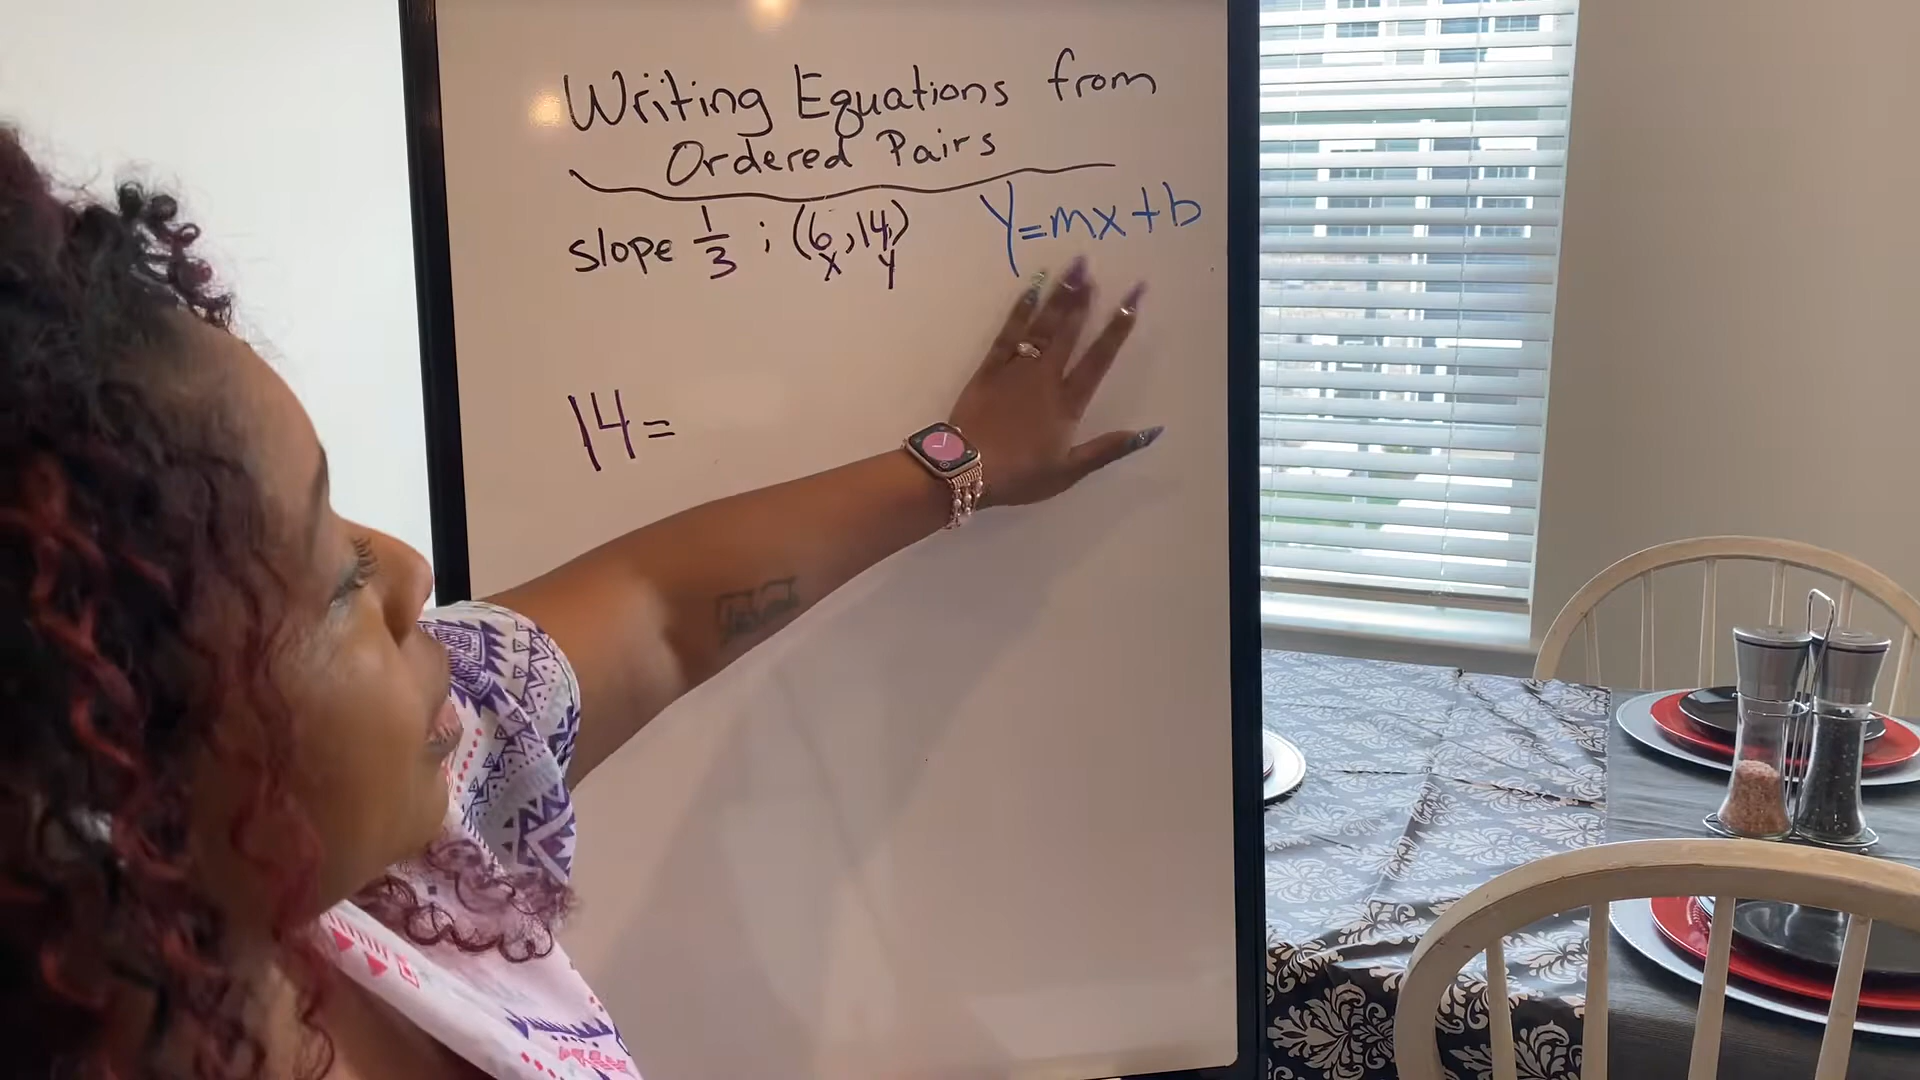 Writing Equations from
Ordered Pairs
slope 1/3 ; (6,14) Y=mx+b
x y
14=